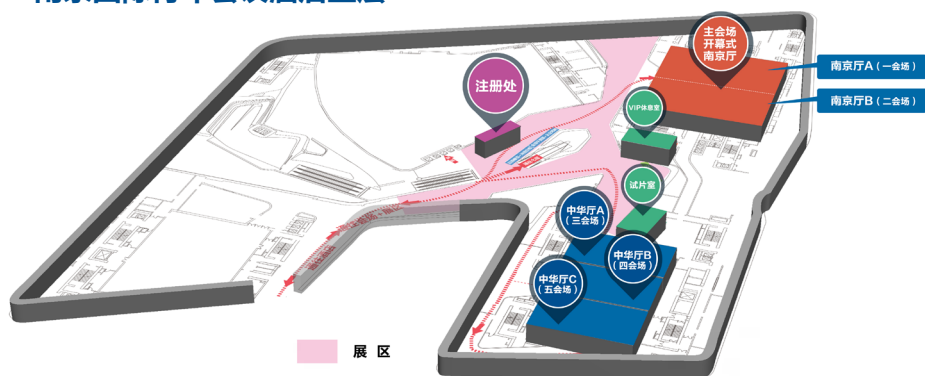 主会场
开幕式
南京厅
南京厅A（一会场）
南京厅B（二会场）
注册处
VIP休息室
试片室
中华厅A
（三会场）
中华厅B
（四会场）
中华厅C
（五会场）
展 区